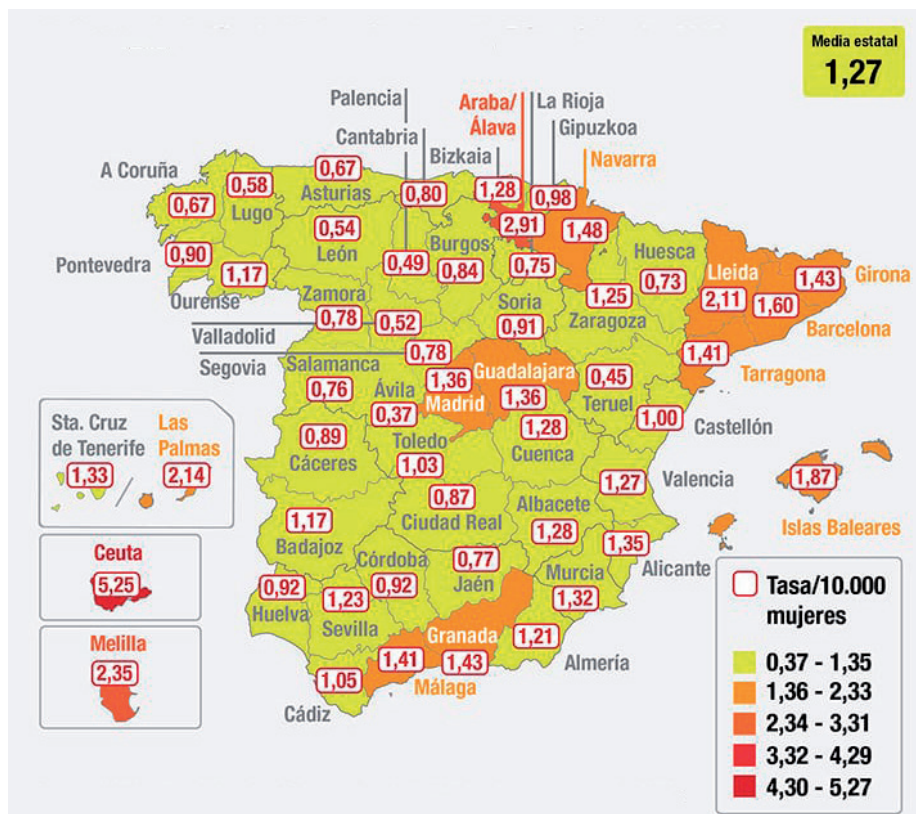 Media estatal
1,27
Palencia
Cantabria
Bizkaia
Araba/
Álava
La Rioja
Gipuzkoa
Navarra
A Coruña
0,67
0,58
Lugo
0,67
Asturias
0,80
1,28
0,98
2,91
1,48
Pontevedra
0,90
1,17
Ourense
0,54
León
0,49
Burgos
0,84
0,75
Huesca
0,73
Lleida
2,11
1,43
Girona
1,60
Barcelona
1,41
Tarragona
Zamora
0,78
0,52
Valladolid
Segovia
0,78
Soria
0,91
1,25
Zaragoza
Salamanca
0,76
Ávila
0,37
1,36
Madrid
Guadalajara
1,36
0,45
Teruel
1,00
Castellón
1,28
Cuenca
0,89
Cáceres
Toledo
1,03
1,27
Valencia
1,87
Islas Baleares
Sta. Cruz
de Tenerife
1,33
Las
Palmas
2,14
1,17
Badajoz
0,87
Ciudad Real
Albacete
1,28
1,35
Alicante
Ceuta
5,25
0,92
Huelva
1,23
Sevilla
Córdoba
0,92
0,77
Jaén
Murcia
1,32
Melilla
2,35
1,05
Cádiz
1,41
Málaga
Granada
1,43
1,21
Almería
Tasa/10.000
mujeres
0,37 - 1,35
1,36 - 2,33
2,34 - 3,31
3,32 - 4,29
4,30 - 5,27